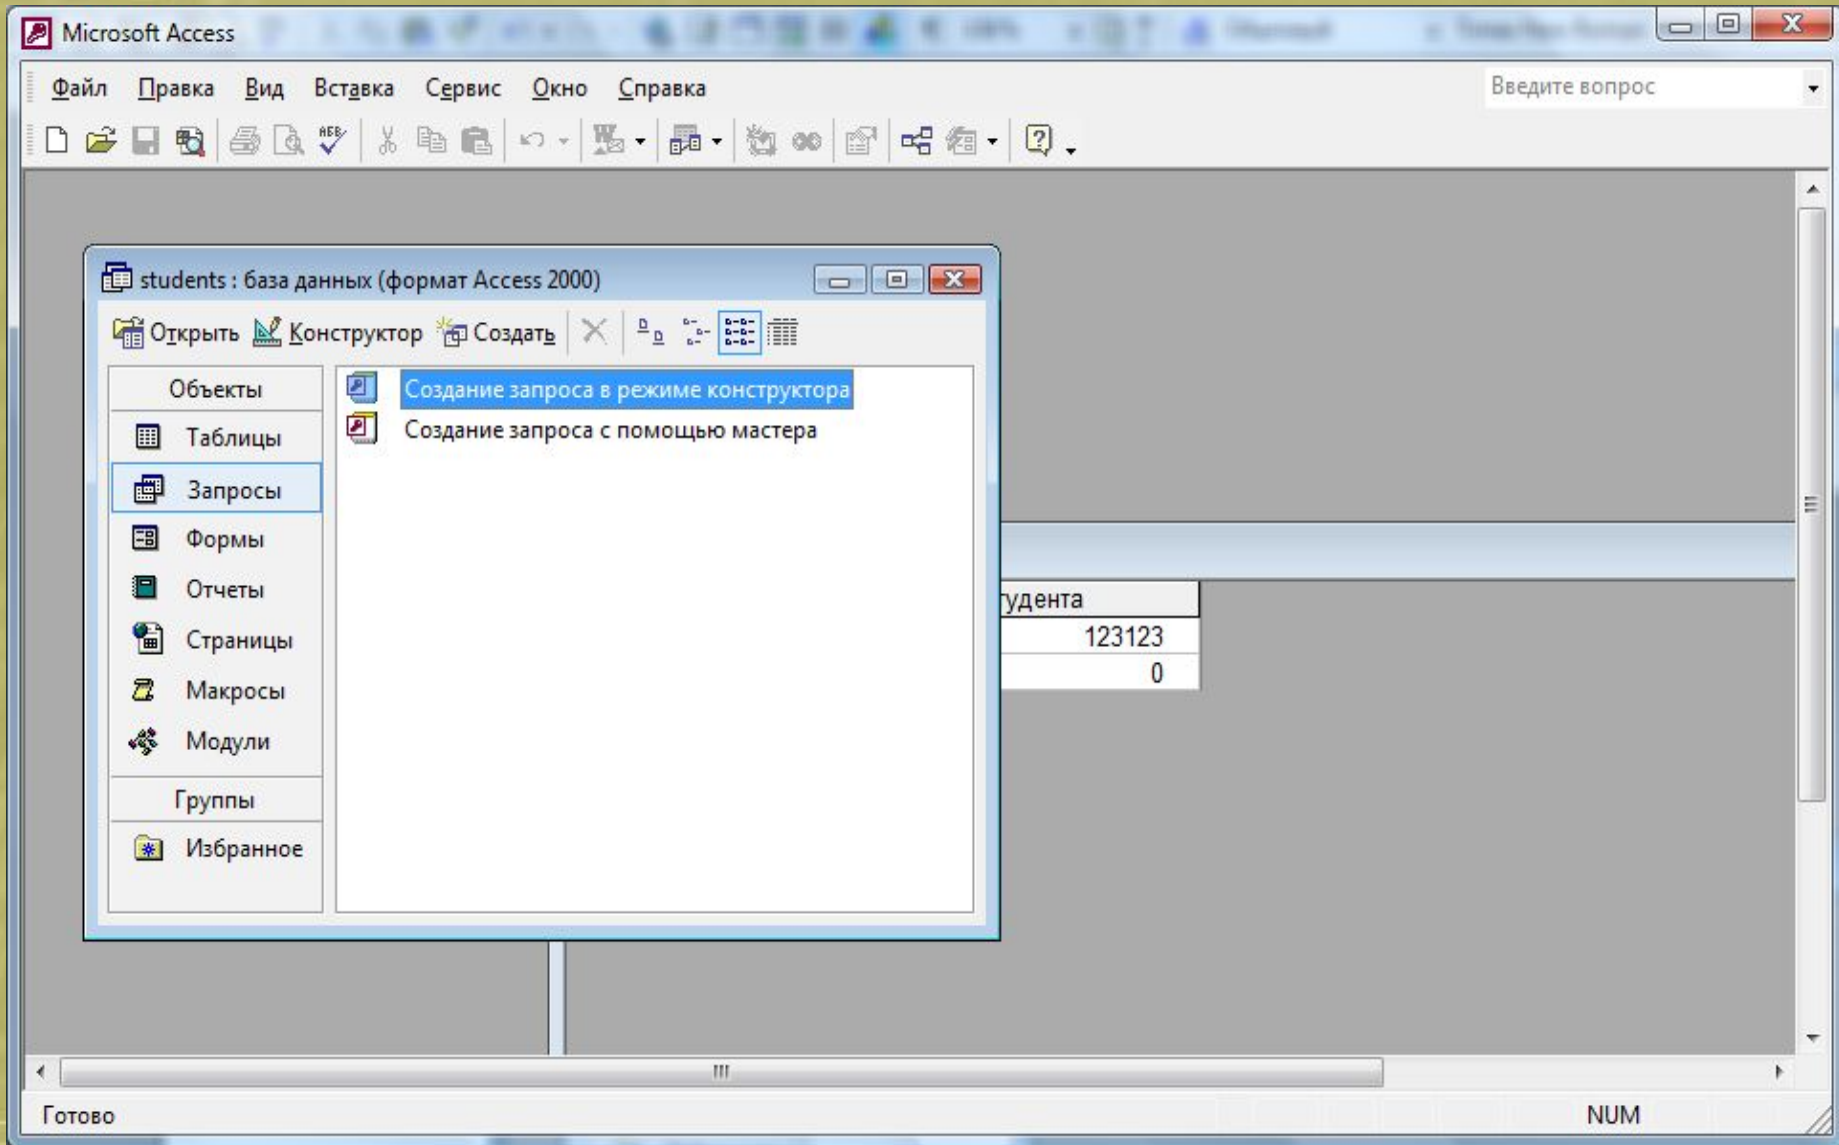 Microsoft Access
Файл Правка Вид Вставка Сервис Окно Справка Введите вопрос
students : база данных (формат Access 2000)
Открыть Конструктор Создать
Объекты
Таблицы
Запросы
Формы
Отчеты
Страницы
Макросы
Модули
Группы
Избранное
Создание запроса в режиме конструктора
Создание запроса с помощью мастера
тудента
123123
0
Готово NUM